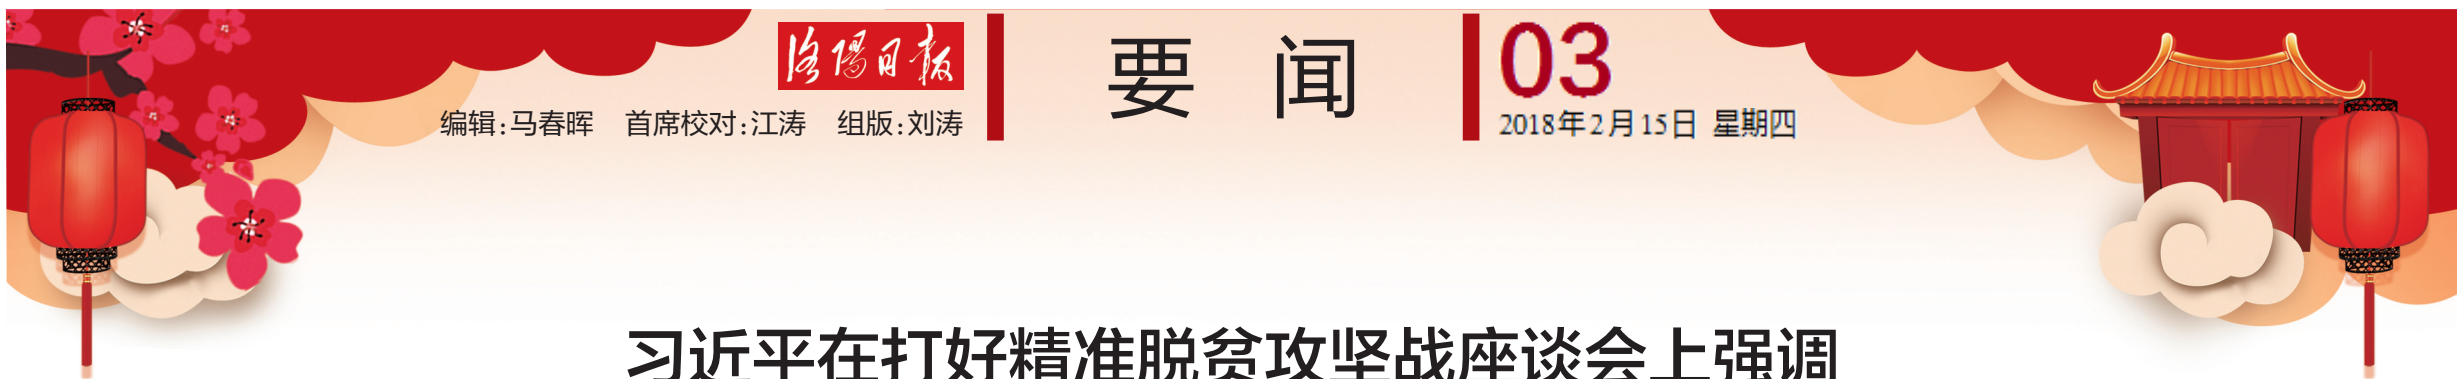 洛阳日报
编辑:马春晖 首席校对:江涛 组版:刘涛
要 闻
03
2018年2月15日 星期四
习近平在打好精准脱贫攻坚战座谈会上强调